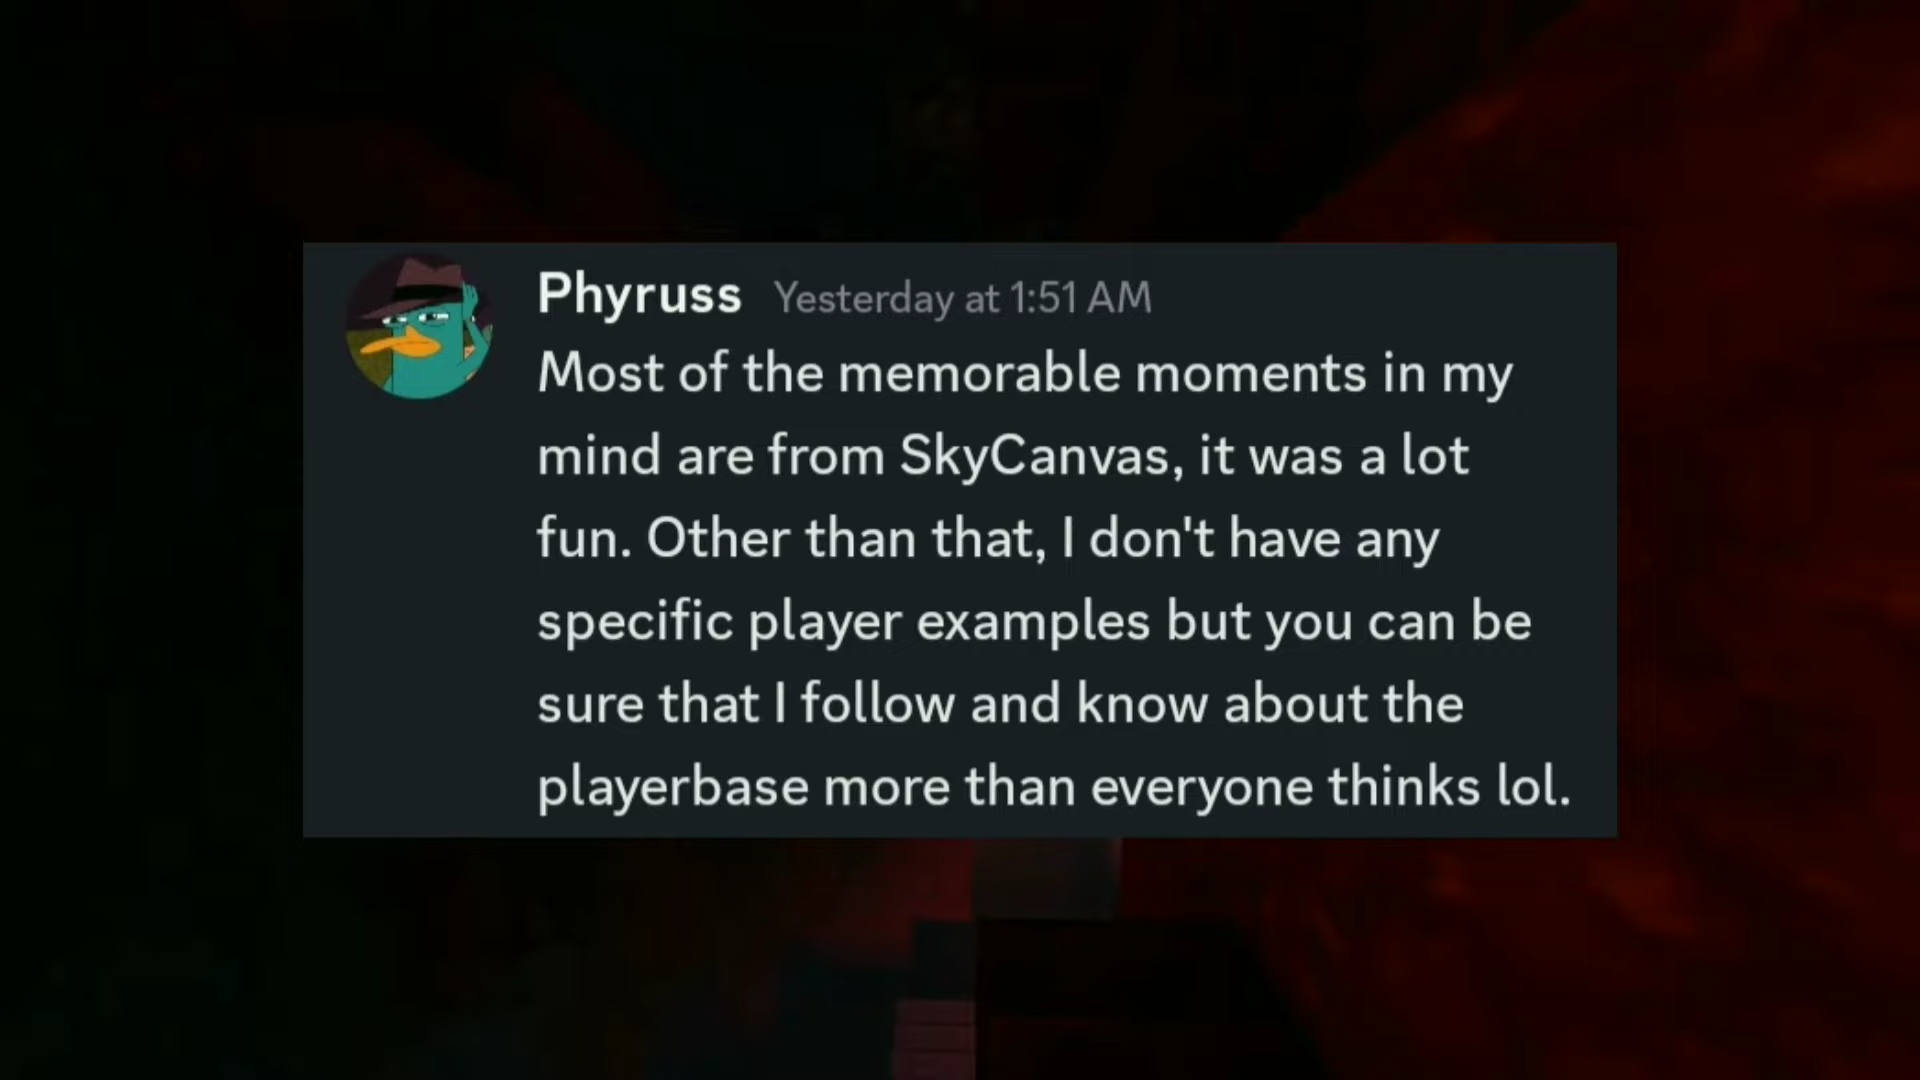 Phyruss Yesterday at 1:51 AM
Most of the memorable moments in my
mind are from SkyCanvas, it was a lot
fun. Other than that, I don't have any
specific player examples but you can be
sure that I follow and know about the
playerbase more than everyone thinks lol.